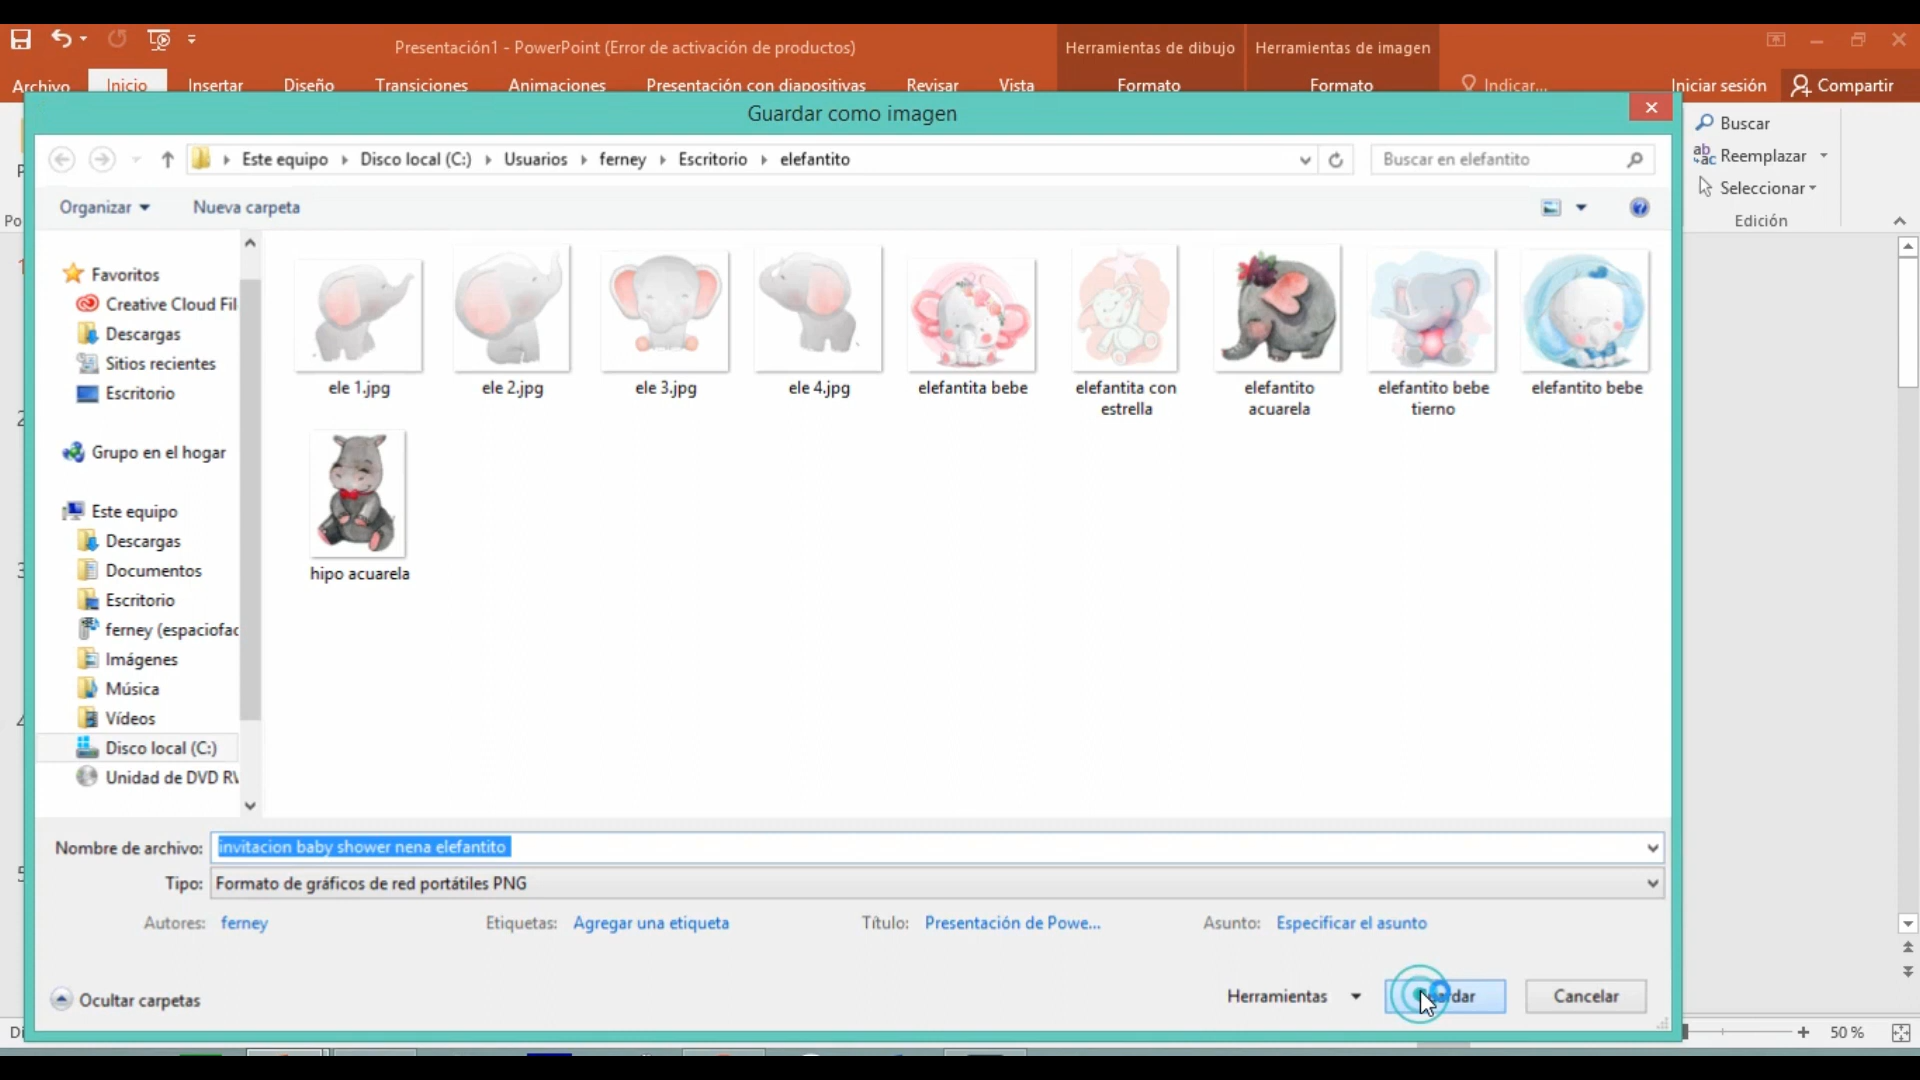 Presentación1 - PowerPoint (Error de activación de productos)
Herramientas de dibujo
Herramientas de imagen
Archivo
Inicio
Insertar
Diseño
Transiciones
Animaciones
Presentación con diapositivas
Revisar
Vista
Formato
Formato
Indicar...
Iniciar sesión
Compartir
Guardar como imagen
Buscar
Reemplazar
Seleccionar
Edición
Este equipo
Disco local (C:)
Usuarios
ferney
Escritorio
elefantito
Buscar en elefantito
Organizar
Nueva carpeta
Favoritos
Creative Cloud Fil
Descargas
Sitios recientes
Escritorio
Grupo en el hogar
Este equipo
Descargas
Documentos
Escritorio
ferney (espaciofac
Imágenes
Música
Vídeos
Disco local (C:)
Unidad de DVD RW
ele 1.jpg
ele 2.jpg
ele 3.jpg
ele 4.jpg
elefantita bebe
elefantita con
estrella
elefantito
acuarela
elefantito bebe
tierno
elefantito bebe
hipo acuarela
Nombre de archivo: invitacion baby shower nena elefantito
Tipo: Formato de gráficos de red portátiles PNG
Autores: ferney
Etiquetas: Agregar una etiqueta
Título: Presentación de Powe...
Asunto: Especificar el asunto
Ocultar carpetas
Herramientas
Guardar
Cancelar
50 %